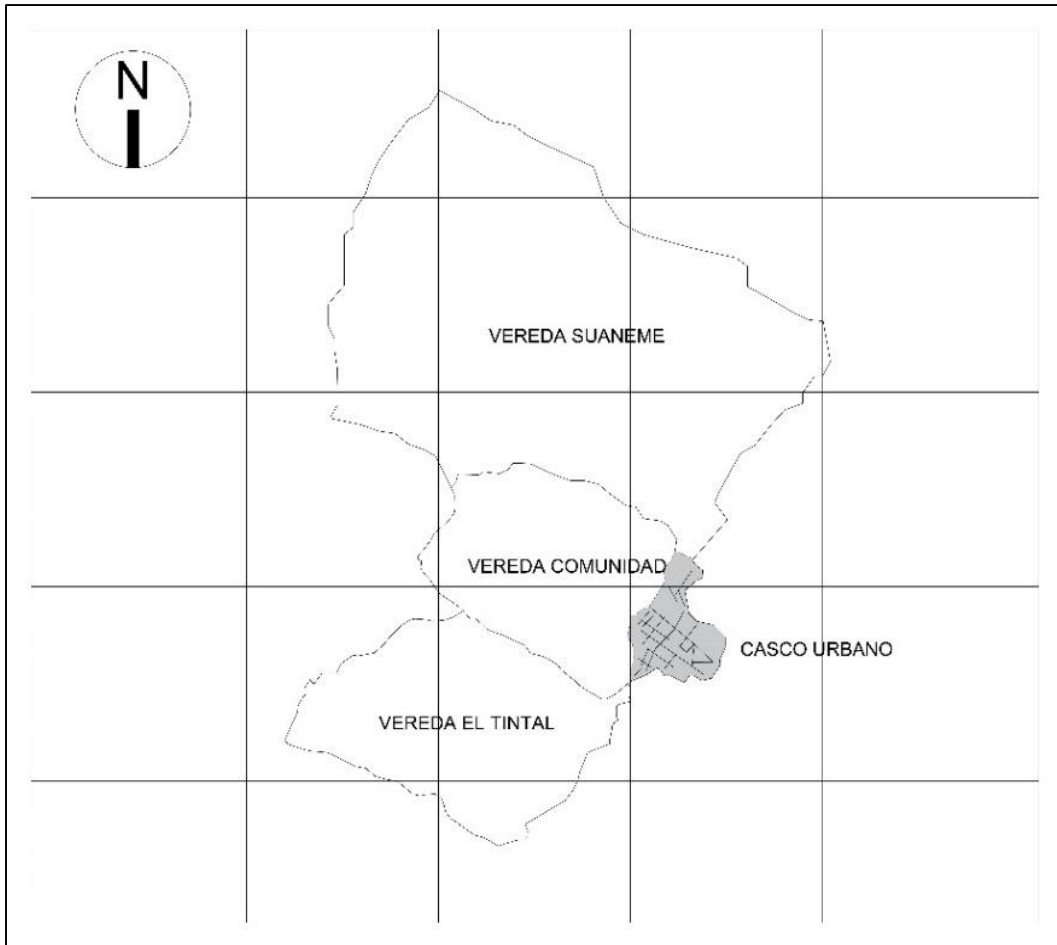 N
VEREDA SUANEME
VEREDA COMUNIDAD
CASCO URBANO
VEREDA EL TINTAL